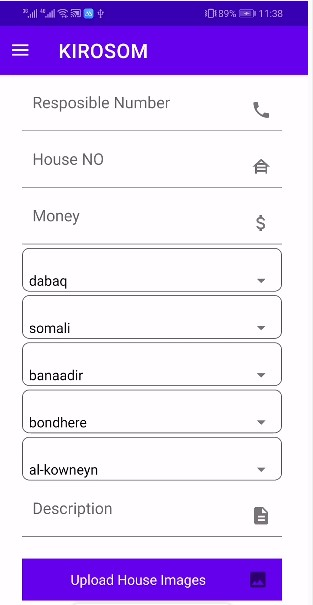 89% 11:38
KIROSOM
Resposible Number
House NO
Money
$
dabaq
somali
banaadir
bondhere
al-kowneyn
Description
Upload House Images